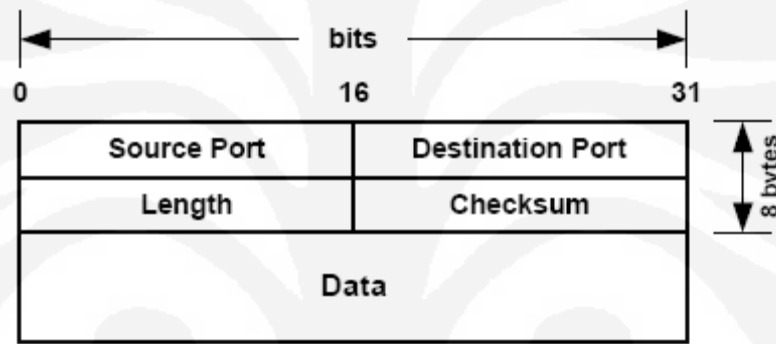 bits
0 16 31
Source Port Destination Port
Length Checksum
8 bytes
Data